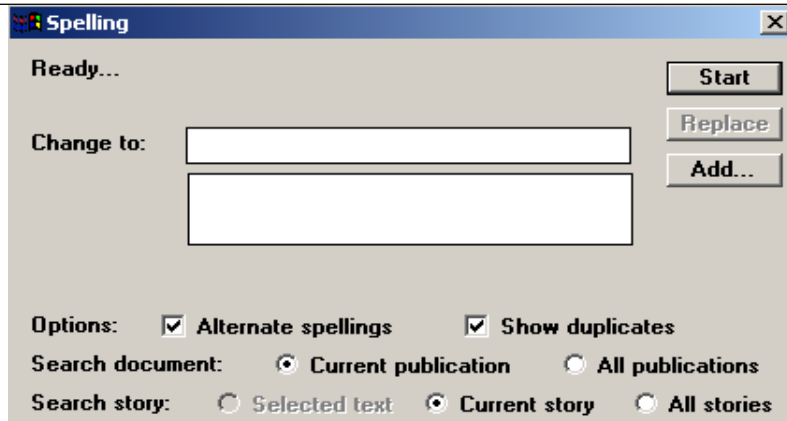 Spelling
Ready...
Start
Replace
Change to:
Add...
Options: Alternate spellings Show duplicates
Search document: Current publication All publications
Search story: Selected text Current story All stories